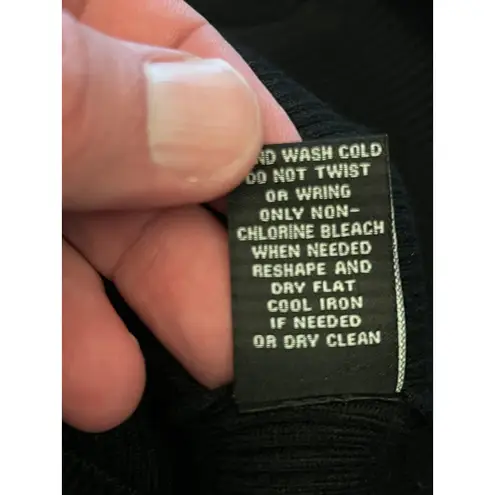 ND WASH COLD
DO NOT TWIST
OR WRING
ONLY NON-
CHLORINE BLEACH
WHEN NEEDED
RESHAPE AND
DRY FLAT
COOL IRON
IF NEEDED
OR DRY CLEAN